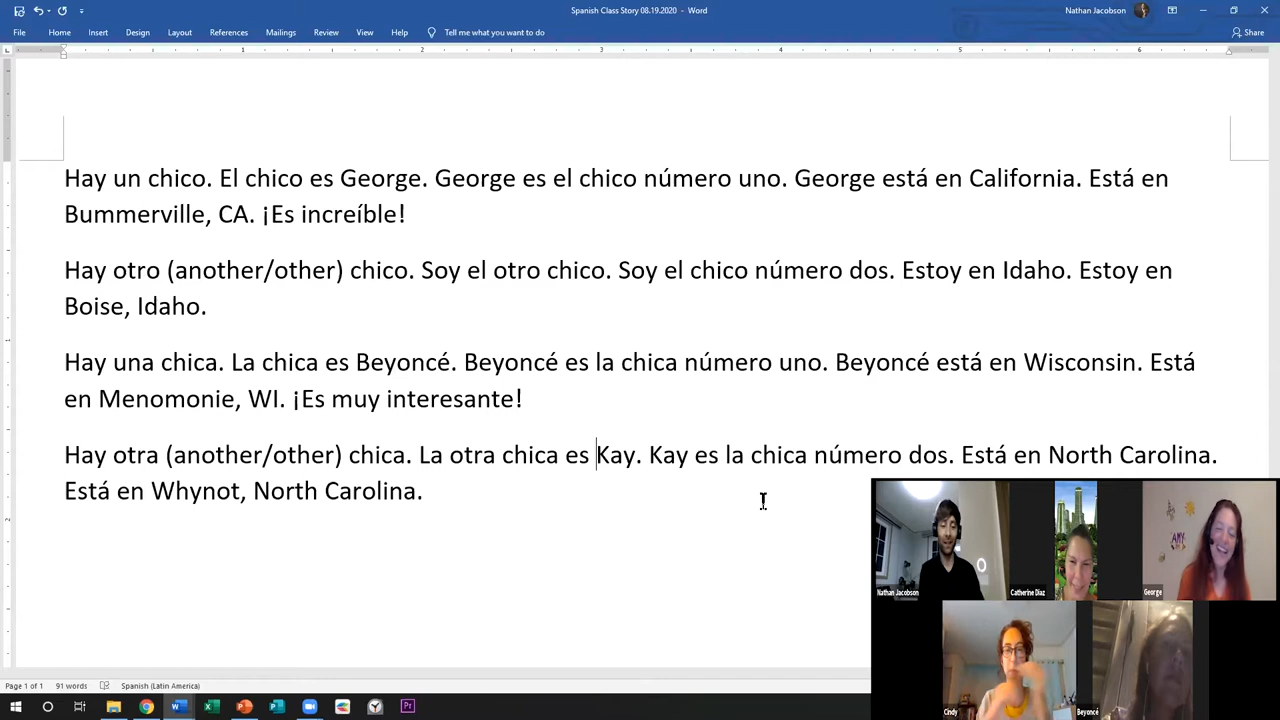 Spanish Class Story 08.19.2020 - Word
Nathan Jacobson
File Home Insert Design Layout References Mailings Review View Help Tell me what you want to do
Share
1 2 3 4 5 6
Hay un chico. El chico es George. George es el chico número uno. George está en California. Está en
Bummerville, CA. ¡Es increíble!
Hay otro (another/other) chico. Soy el otro chico. Soy el chico número dos. Estoy en Idaho. Estoy en
Boise, Idaho.
Hay una chica. La chica es Beyoncé. Beyoncé es la chica número uno. Beyoncé está en Wisconsin. Está
en Menomonie, WI. ¡Es muy interesante!
Hay otra (another/other) chica. La otra chica es Kay. Kay es la chica número dos. Está en North Carolina.
Está en Whynot, North Carolina.
AMY
Nathan Jacobson
Catherine Diaz
George
Cindy
Beyoncé
Page 1 of 1 91 words Spanish (Latin America)